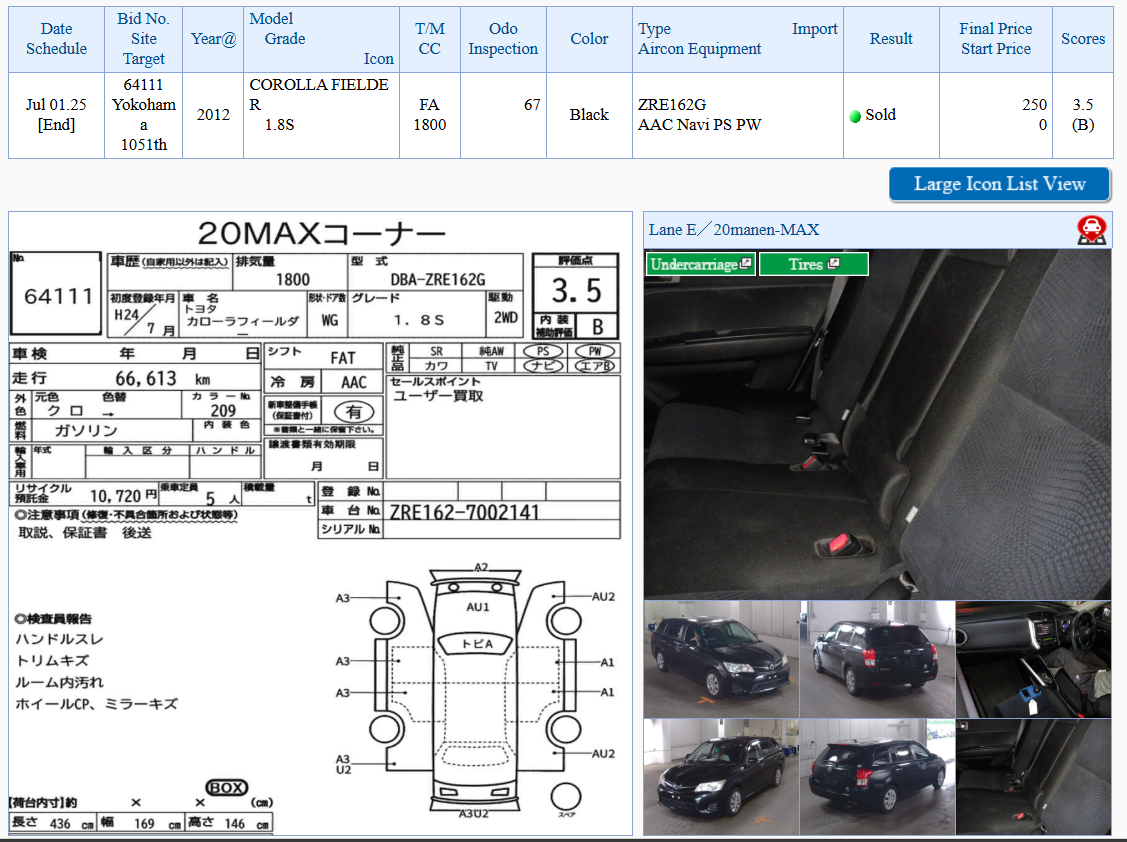 Date
Schedule
Bid No.
Site
Target
Year@
Model
Grade
Icon
T/M
CC
Odo
Inspection
Color
Type
Import
Aircon Equipment
Result
Final Price
Start Price
Scores
Jul 01.25
[End]
64111
Yokoham
a
1051th
2012
COROLLA FIELDE
R
1.8S
FA
1800
67
Black
ZRE162G
AAC Navi PS PW
Sold
250
0
3.5
(B)
Large Icon List View
20MAXコーナー
No.
64111
車歴(自家用以外は記入)
排気量
1800
型 式
DBA-ZRE162G
評価点
3.5
初度登録年月
H24/7月
車 名
トヨタ
カローラフィールダ
ー
形状・ドア数
WG
グレード
1.8S
駆動
2WD
内装
補助評価
B
車検 年 月 日
シフト FAT
純正品
SR 純AW PS PW
カワ TV ナビ エアB
走行 66,613 km
冷房 AAC
セールスポイント
ユーザー買取
外色
元色 色替
クロ →
カラーNo.
209
新車整備手帳
(保証書付)
有
※書類と一緒に保管下さい。
燃料
ガソリン
内装色
輸入車用
年式
輸入区分
ハンドル
譲渡書類有効期限
月 日
リサイクル
預託金
10,720円
乗車定員
5人
積載量
t
登録No.
車台No. ZRE162-7002141
シリアルNo.
◎注意事項(修復・不具合箇所および状態等)
取説、保証書 後送
A2
A3
AU2
AU1
トビA
A3
A1
A3
A1
A3
U2
AU2
A3U2
スペア
◎検査員報告
ハンドルスレ
トリムキズ
ルーム内汚れ
ホイールCP、ミラーキズ
BOX
【荷台内寸】約 × × (cm)
長さ 436 cm 幅 169 cm 高さ 146 cm
Lane E／20manen-MAX
Undercarriage
Tires